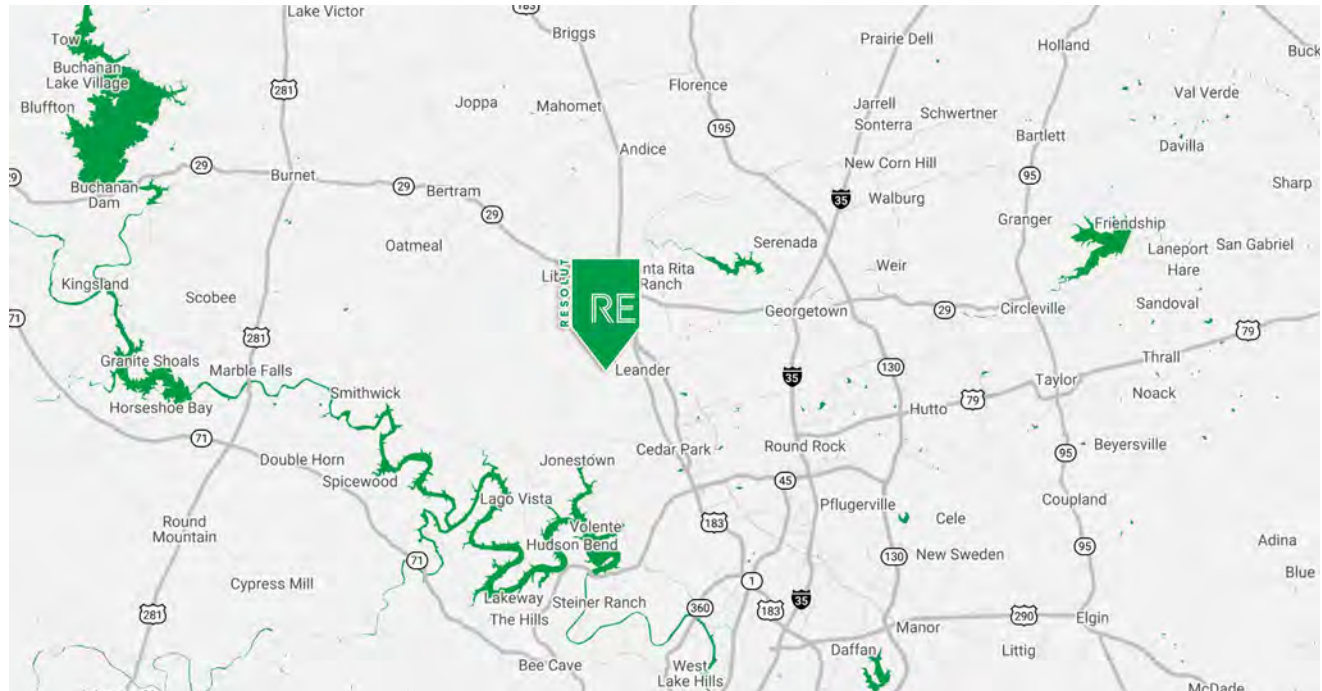 Lake Victor
183
Briggs
Prairie Dell
Holland
Tow
Buchanan
Lake Village
Bluffton
281
Joppa
Mahomet
Florence
Jarrell
Sonterra
Schwertner
Val Verde
Bartlett
Davilla
195
Andice
New Corn Hill
29
Burnet
29
Bertram
29
Buchanan
Dam
35
Walburg
95
Sharp
Granger
Friendship
Oatmeal
Serenada
Laneport
San Gabriel
Hare
Weir
Kingsland
Scobee
RESOLUT
RE
nta Rita
Ranch
Georgetown
29
Circleville
Sandoval
71
281
79
Granite Shoals
Marble Falls
Leander
130
Thrall
35
Taylor
Noack
Horseshoe Bay
Smithwick
79
Hutto
71
Double Horn
Cedar Park
Round Rock
Beyersville
95
Jonestown
Spicewood
45
Lago Vista
Pflugerville
Coupland
Round
Mountain
Volente
183
Cele
Hudson Bend
95
Adina
71
New Sweden
130
Blue
Cypress Mill
1
Lakeway
Steiner Ranch
281
The Hills
360
183
35
290
Elgin
Manor
Bee Cave
West
Lake Hills
Daffan
Littig
McDade